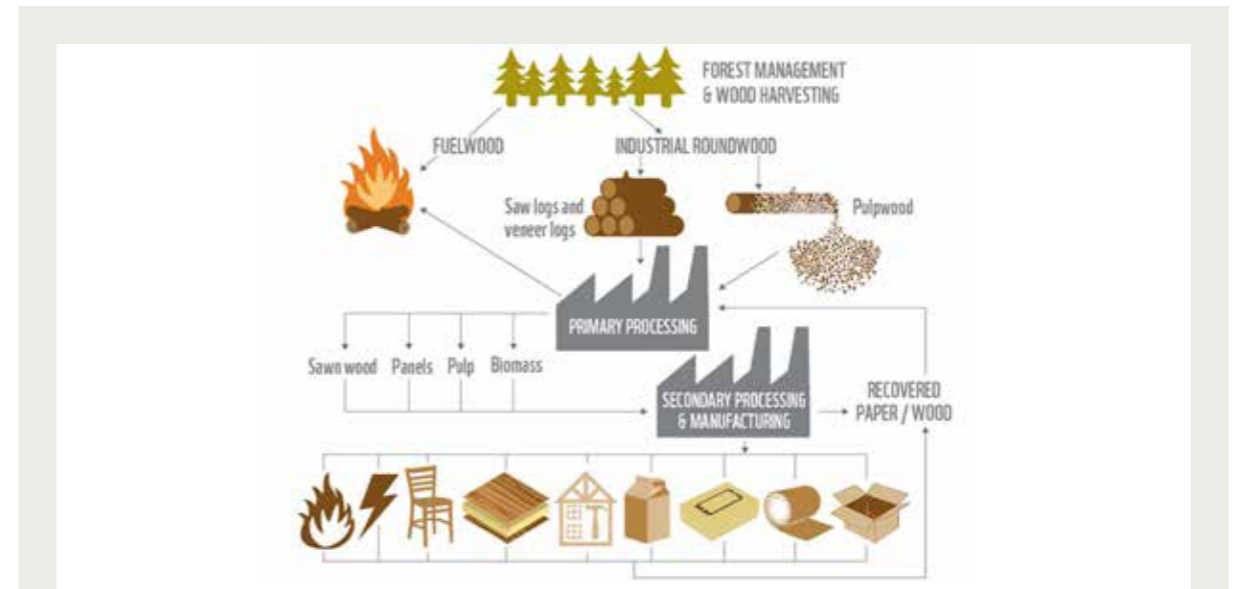 FOREST MANAGEMENT
& WOOD HARVESTING
FUELWOOD
INDUSTRIAL ROUNDWOOD
Saw logs and
veneer logs
Pulpwood
PRIMARY PROCESSING
Sawn wood
Panels
Pulp
Biomass
SECONDARY PROCESSING
& MANUFACTURING
RECOVERED
PAPER / WOOD